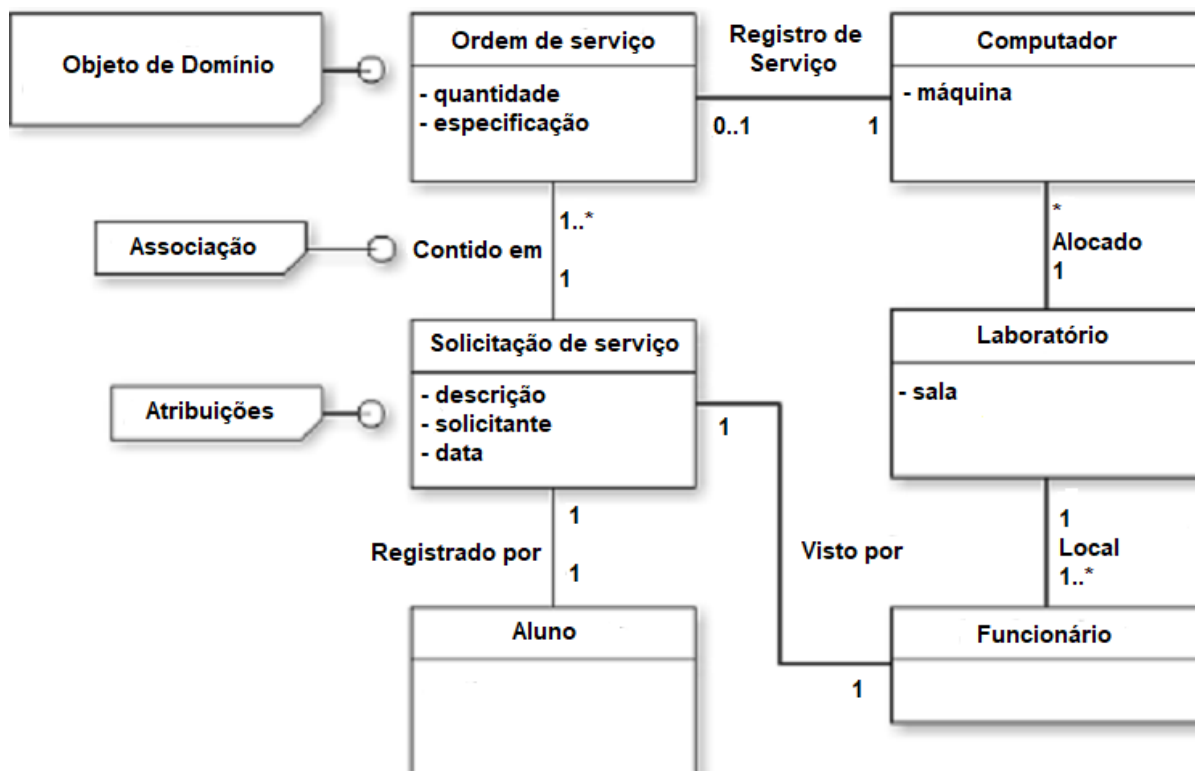 Objeto de Domínio
Ordem de serviço
- quantidade
- especificação
Registro de
Serviço
0..1
1
Computador
- máquina
Associação
1..*
Contido em
1
*
Alocado
1
Atribuições
Solicitação de serviço
- descrição
- solicitante
- data
1
Laboratório
- sala
1
Registrado por
1
Visto por
1
Local
1..*
Aluno
1
Funcionário